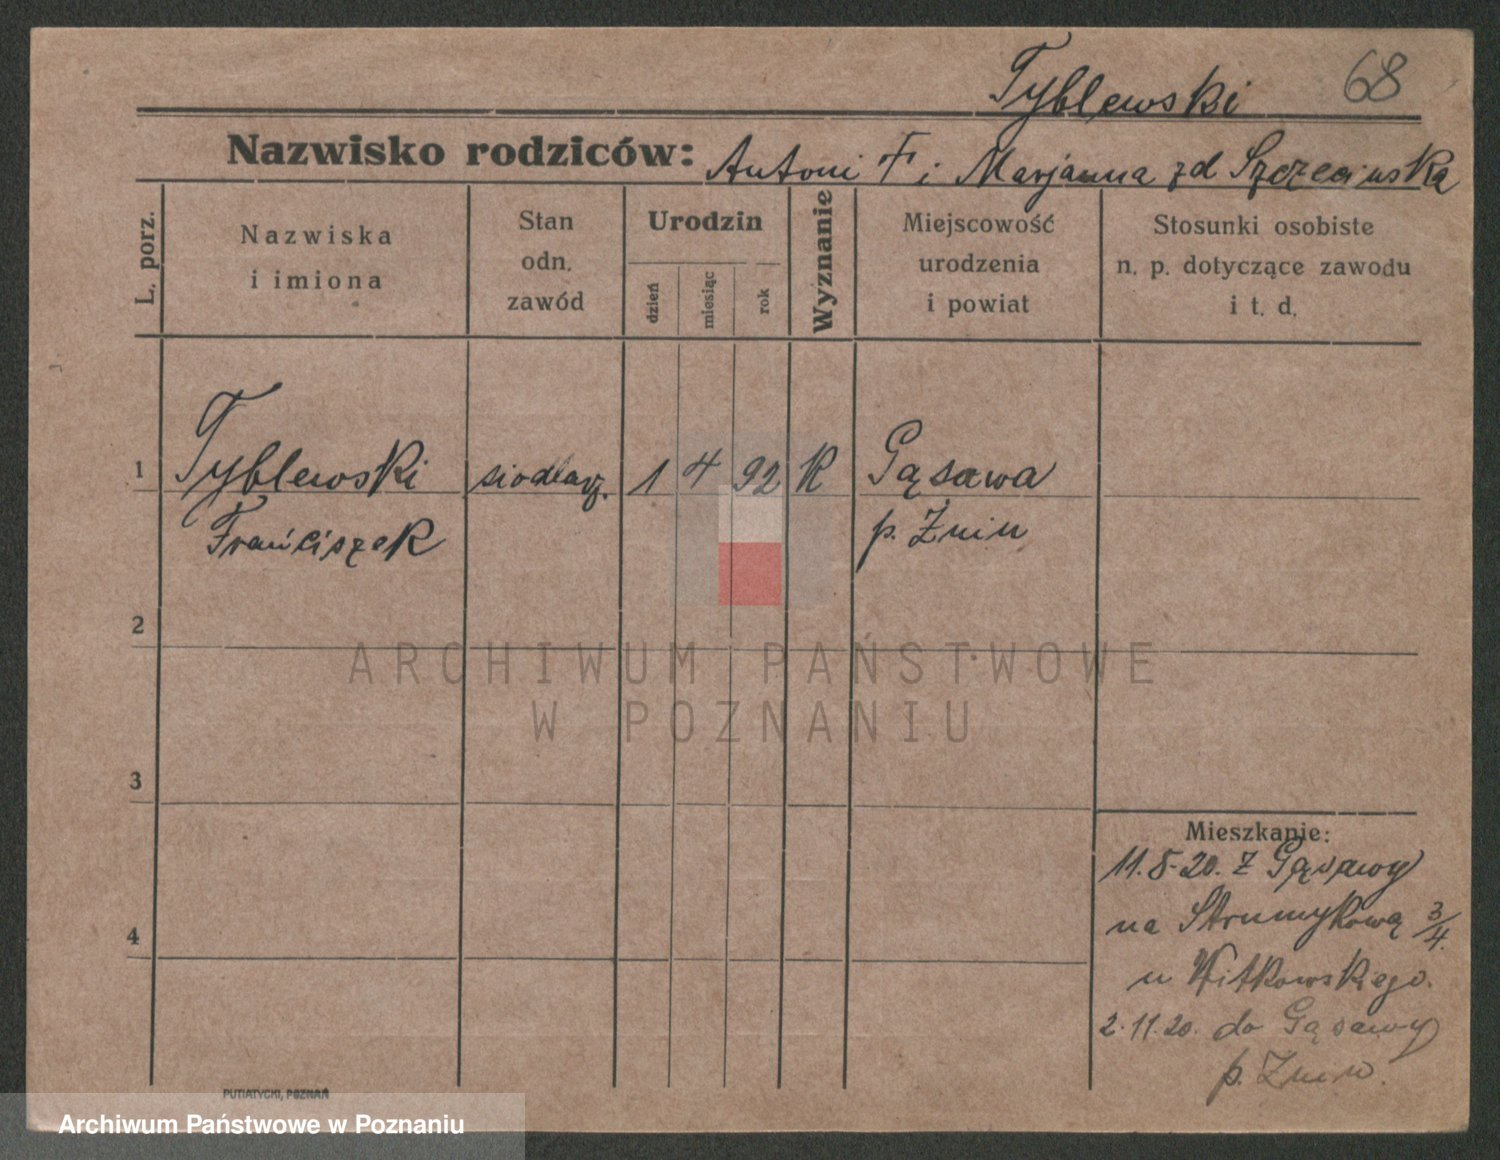 Tyblewski 68
Nazwisko rodziców: Antoni F i Marjanna zd Szczecińska
L. porz.
Nazwiska
i imiona
Stan
odn.
zawód
Urodzin
dzień
miesiąc
rok
Wyznanie
Miejscowość
urodzenia
i powiat
Stosunki osobiste
n. p. dotyczące zawodu
i t. d.
1 Tyblewski siodlarz. 1 4 92 K Gąsawa
Franciszek p. Żnin
2
ARCHIWUM PAŃSTWOWE
W POZNANIU
3
Mieszkanie:
11.8-20. z Gąsawy
na Strumykową 3/4.
4
u Witkowskiego.
2.11.20. do Gąsawy
p. Żnin.
PUTIATYCKI, POZNAŃ
Archiwum Państwowe w Poznaniu